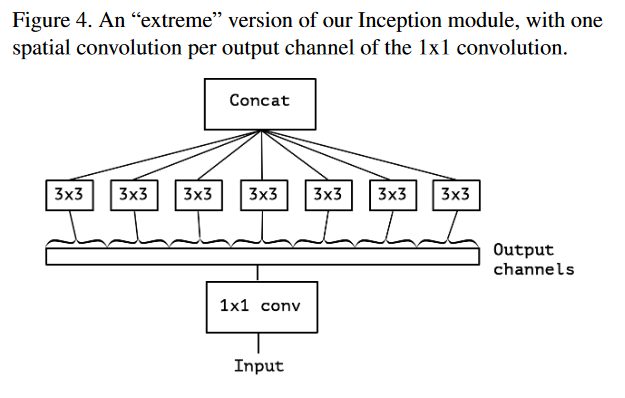 Figure 4. An “extreme” version of our Inception module, with one
spatial convolution per output channel of the 1x1 convolution.
Concat
3x3 3x3 3x3 3x3 3x3 3x3 3x3
Output
channels
1x1 conv
Input